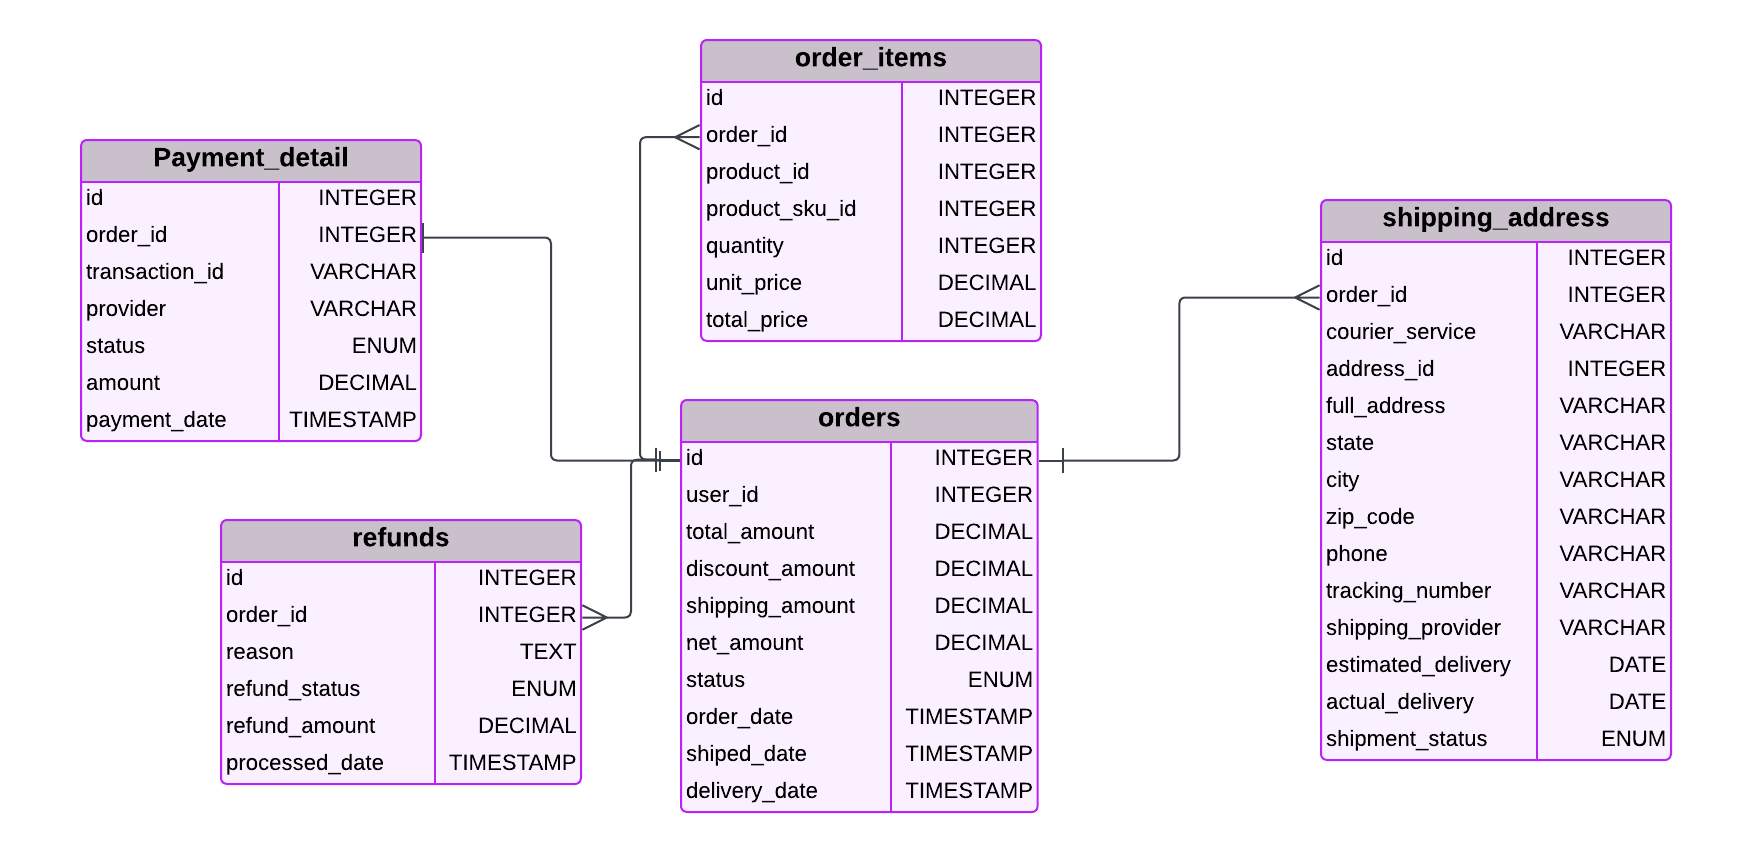 order_items
id INTEGER
order_id INTEGER
product_id INTEGER
product_sku_id INTEGER
quantity INTEGER
unit_price DECIMAL
total_price DECIMAL
Payment_detail
id INTEGER
order_id INTEGER
transaction_id VARCHAR
provider VARCHAR
status ENUM
amount DECIMAL
payment_date TIMESTAMP
shipping_address
id INTEGER
order_id INTEGER
courier_service VARCHAR
address_id INTEGER
full_address VARCHAR
state VARCHAR
city VARCHAR
zip_code VARCHAR
phone VARCHAR
tracking_number VARCHAR
shipping_provider VARCHAR
estimated_delivery DATE
actual_delivery DATE
shipment_status ENUM
orders
id INTEGER
user_id INTEGER
total_amount DECIMAL
discount_amount DECIMAL
shipping_amount DECIMAL
net_amount DECIMAL
status ENUM
order_date TIMESTAMP
shiped_date TIMESTAMP
delivery_date TIMESTAMP
refunds
id INTEGER
order_id INTEGER
reason TEXT
refund_status ENUM
refund_amount DECIMAL
processed_date TIMESTAMP